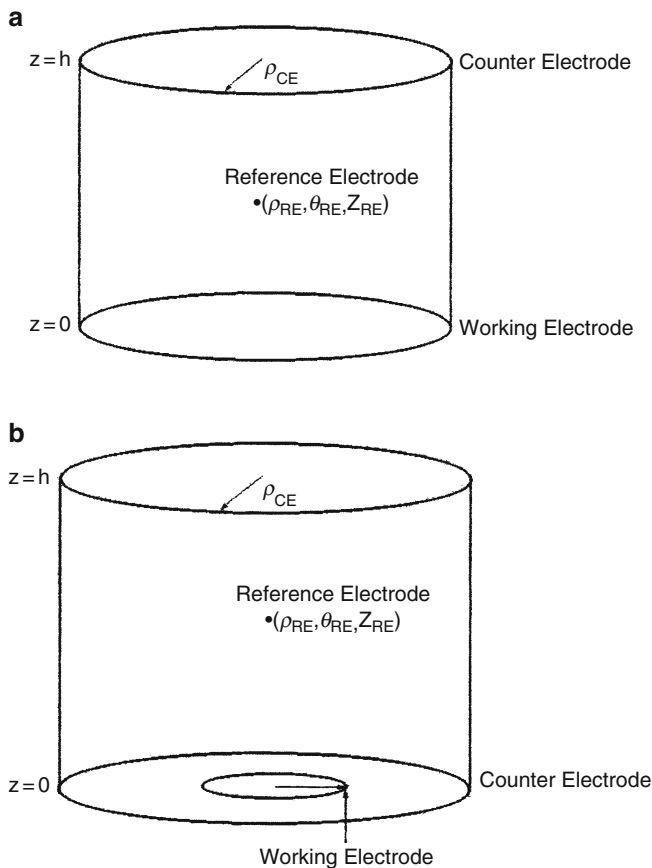 a
z=h
ρCE
Counter Electrode
Reference Electrode
•(ρRE,θRE,ZRE)
z=0
Working Electrode
b
z=h
ρCE
Reference Electrode
•(ρRE,θRE,ZRE)
z=0
Counter Electrode
Working Electrode